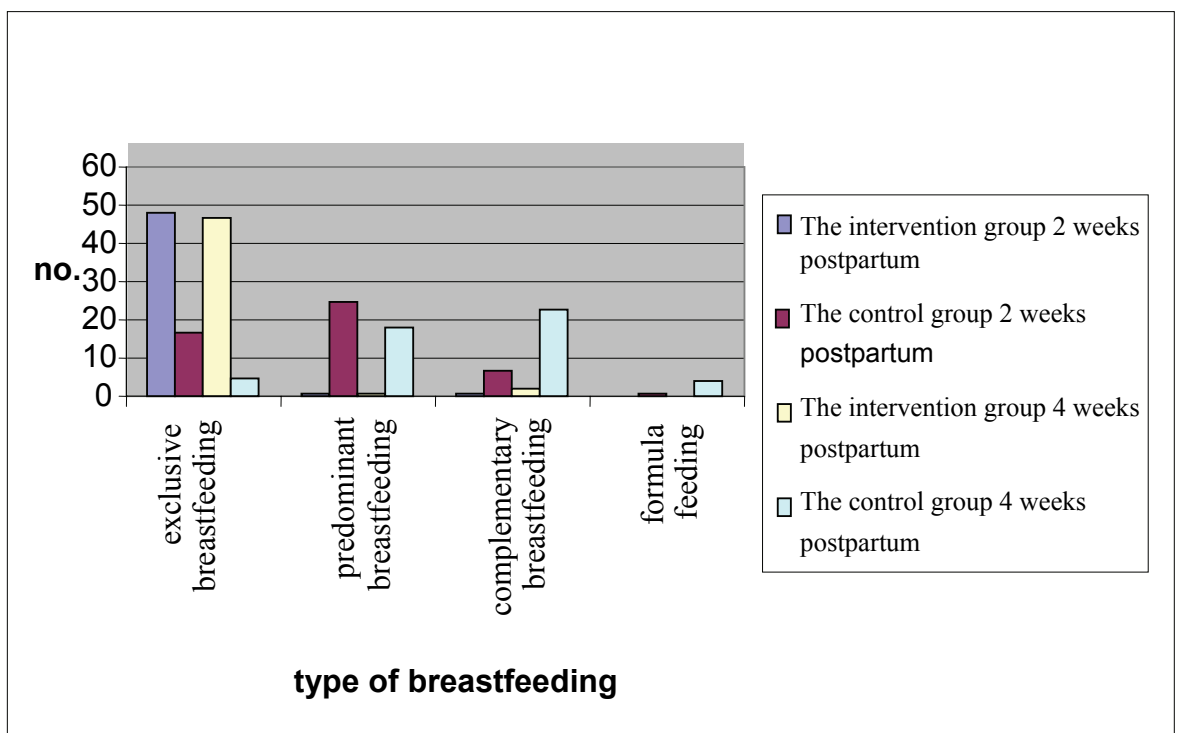 60
50
40
no.
30
20
10
0
exclusive
breastfeeding
predominant
breastfeeding
complementary
breastfeeding
formula
feeding
type of breastfeeding
The intervention group 2 weeks
postpartum
The control group 2 weeks
postpartum
The intervention group 4 weeks
postpartum
The control group 4 weeks
postpartum